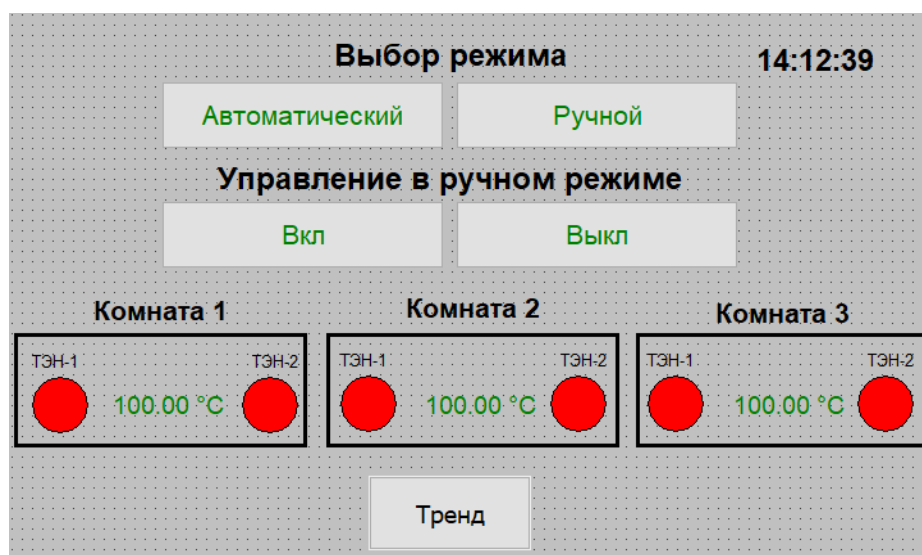 Выбор режима
14:12:39
Автоматический
Ручной
Управление в ручном режиме
Вкл
Выкл
Комната 1
Комната 2
Комната 3
ТЭН-1
ТЭН-2
ТЭН-1
ТЭН-2
ТЭН-1
ТЭН-2
100.00 °C
100.00 °C
100.00 °C
Тренд